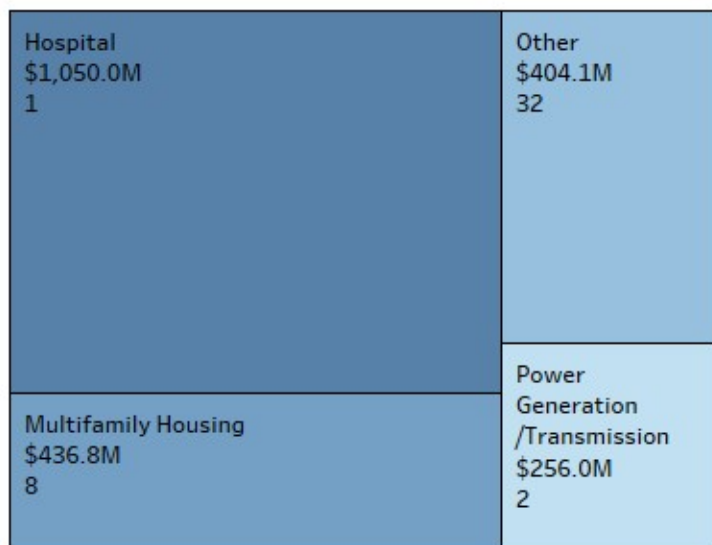 Hospital
$1,050.0M
1
Other
$404.1M
32
Multifamily Housing
$436.8M
8
Power
Generation
/Transmission
$256.0M
2